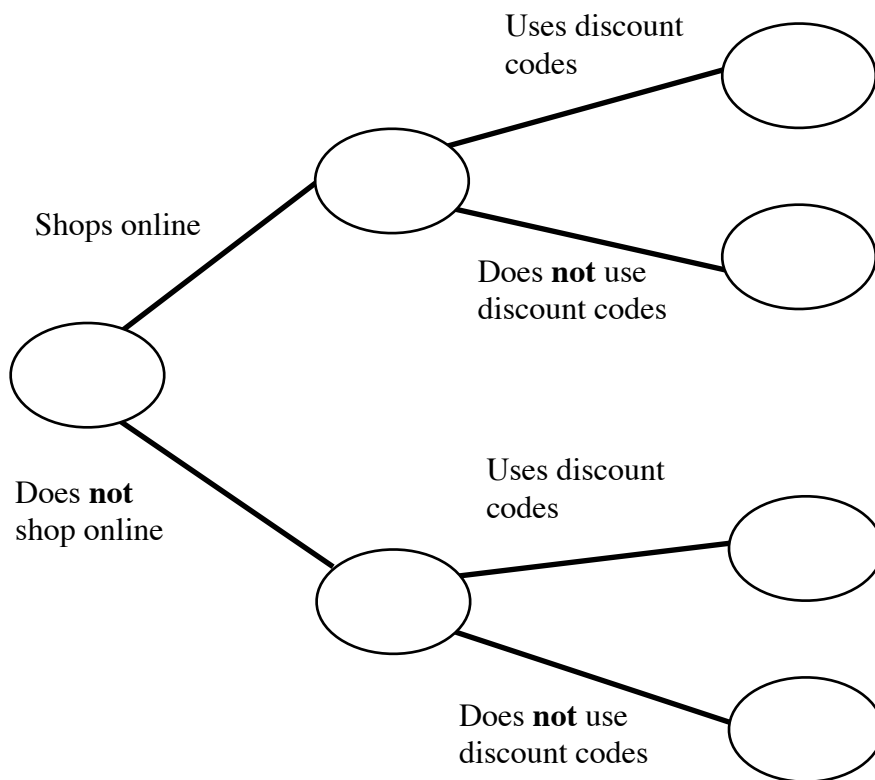 Uses discount
codes
Shops online
Does not use
discount codes
Does not
shop online
Uses discount
codes
Does not use
discount codes